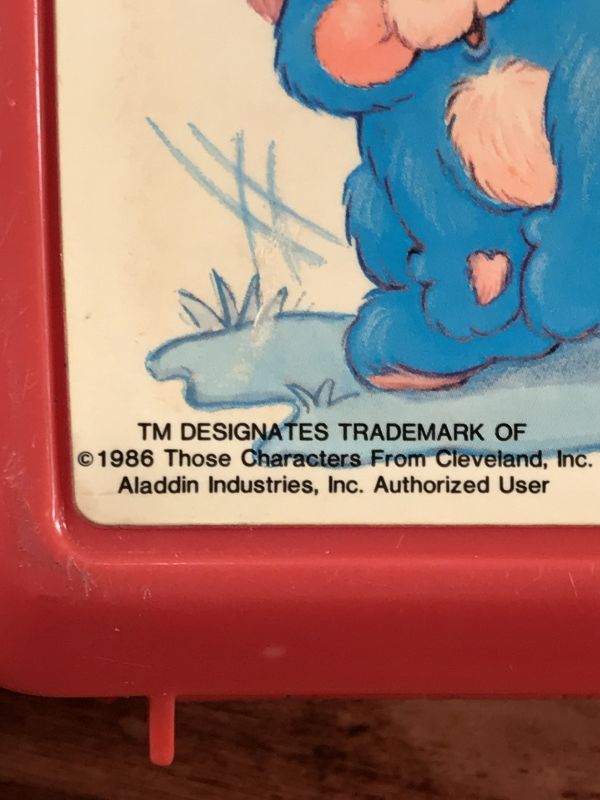 TM DESIGNATES TRADEMARK OF
©1986 Those Characters From Cleveland, Inc.
Aladdin Industries, Inc. Authorized User